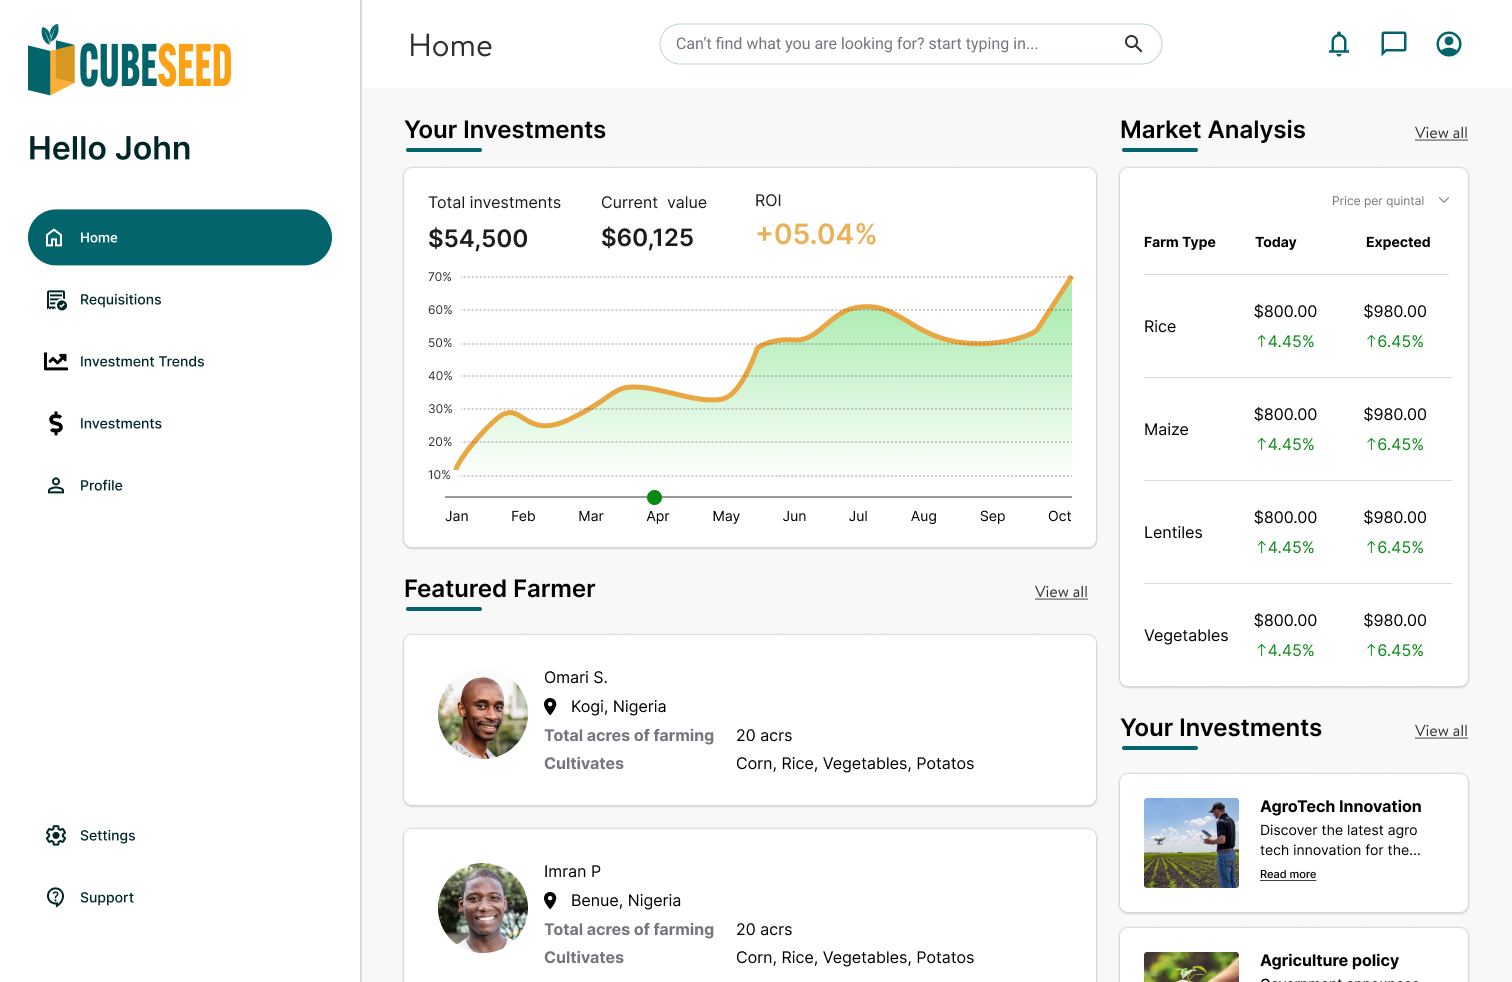 CUBESEED
Hello John
Home
Requisitions
Investment Trends
Investments
Profile
Settings
Support
Home
Can't find what you are looking for? start typing in...
Your Investments
Total investments
$54,500
Current value
$60,125
ROI
+05.04%
70%
60%
50%
40%
30%
20%
10%
Jan Feb Mar Apr May Jun Jul Aug Sep Oct
Featured Farmer
View all
Omari S.
Kogi, Nigeria
Total acres of farming 20 acrs
Cultivates Corn, Rice, Vegetables, Potatos
Imran P
Benue, Nigeria
Total acres of farming 20 acrs
Cultivates Corn, Rice, Vegetables, Potatos
Market Analysis
View all
Price per quintal
Farm Type Today Expected
Rice $800.00 $980.00
↑4.45% ↑6.45%
Maize $800.00 $980.00
↑4.45% ↑6.45%
Lentiles $800.00 $980.00
↑4.45% ↑6.45%
Vegetables $800.00 $980.00
↑4.45% ↑6.45%
Your Investments
View all
AgroTech Innovation
Discover the latest agro
tech innovation for the...
Read more
Agriculture policy
Government announces